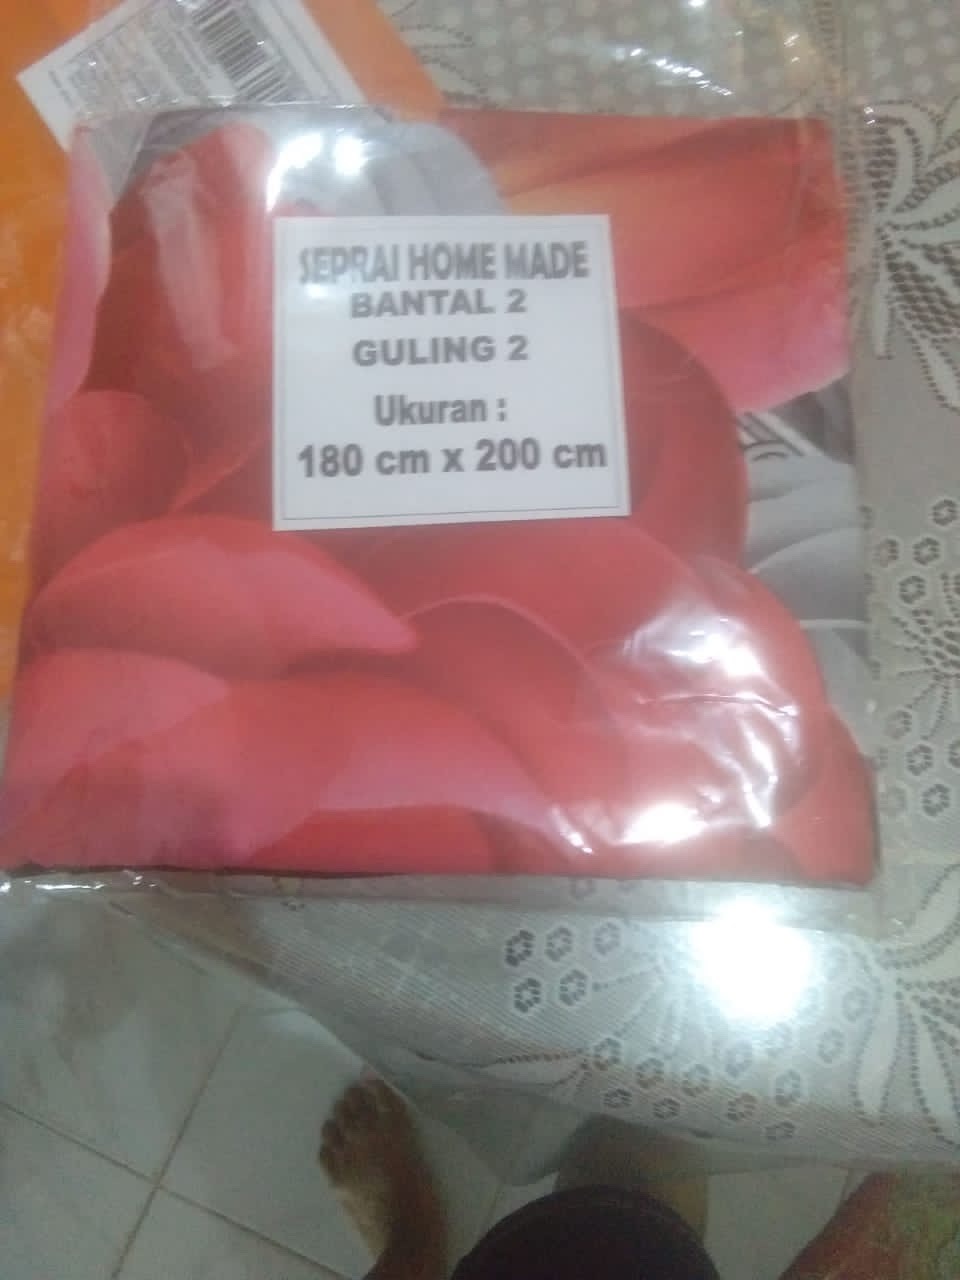 SEPRAI HOME MADE
BANTAL 2
GULING 2
Ukuran :
180 cm x 200 cm